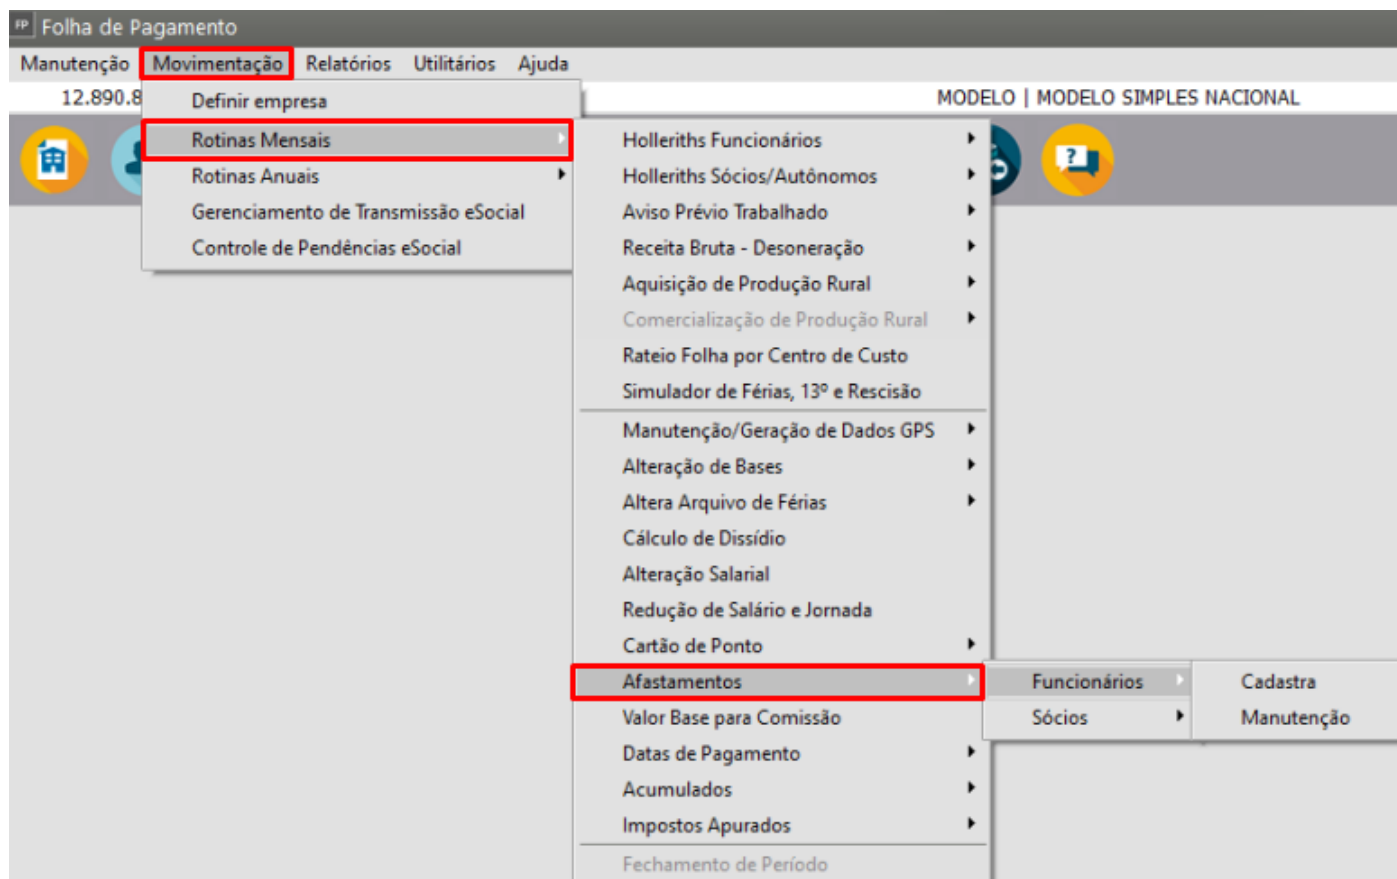 FP Folha de Pagamento
Manutenção Movimentação Relatórios Utilitários Ajuda
12.890.8 MODELO | MODELO SIMPLES NACIONAL
Definir empresa
Rotinas Mensais
Rotinas Anuais
Gerenciamento de Transmissão eSocial
Controle de Pendências eSocial
?
Holleriths Funcionários
Holleriths Sócios/Autônomos
Aviso Prévio Trabalhado
Receita Bruta - Desoneração
Aquisição de Produção Rural
Comercialização de Produção Rural
Rateio Folha por Centro de Custo
Simulador de Férias, 13º e Rescisão
Manutenção/Geração de Dados GPS
Alteração de Bases
Altera Arquivo de Férias
Cálculo de Dissídio
Alteração Salarial
Redução de Salário e Jornada
Cartão de Ponto
Afastamentos
Valor Base para Comissão
Datas de Pagamento
Acumulados
Impostos Apurados
Fechamento de Período
Funcionários
Sócios
Cadastra
Manutenção